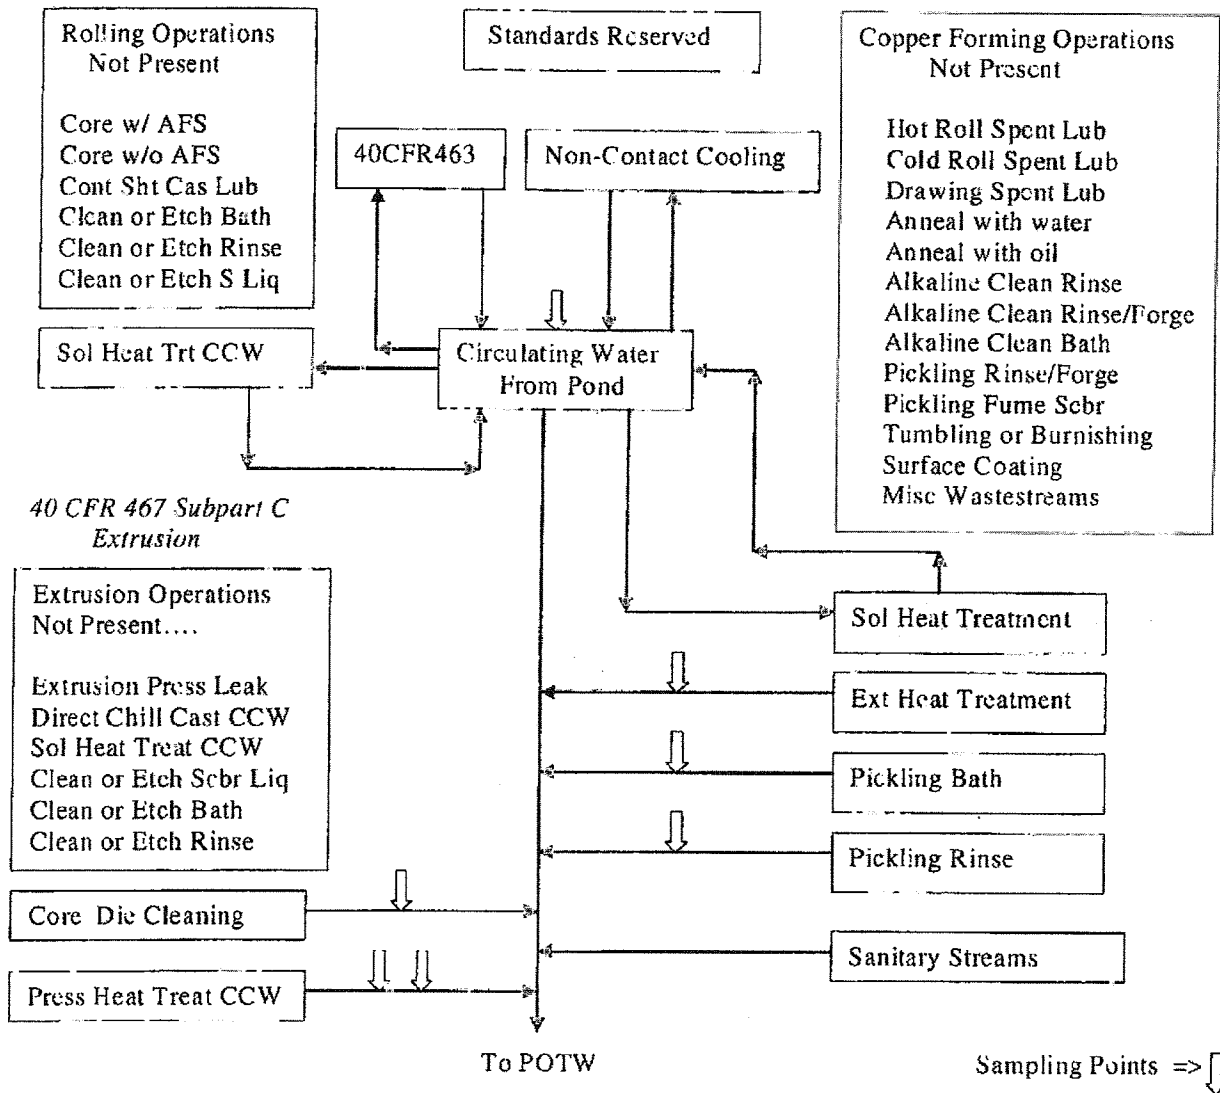 Rolling Operations
Not Present
Core w/ AFS
Core w/o AFS
Cont Sht Cas Lub
Clean or Etch Bath
Clean or Etch Rinse
Clean or Etch S Liq
Standards Reserved
40CFR463
Non-Contact Cooling
Copper Forming Operations
Not Present
Hot Roll Spent Lub
Cold Roll Spent Lub
Drawing Spent Lub
Anneal with water
Anneal with oil
Alkaline Clean Rinse
Alkaline Clean Rinse/Forge
Alkaline Clean Bath
Pickling Rinse/Forge
Pickling Fume Scbr
Tumbling or Burnishing
Surface Coating
Misc Wastestreams
Sol Heat Trt CCW
Circulating Water
From Pond
40 CFR 467 Subpart C
Extrusion
Extrusion Operations
Not Present....
Extrusion Press Leak
Direct Chill Cast CCW
Sol Heat Treat CCW
Clean or Etch Scbr Liq
Clean or Etch Bath
Clean or Etch Rinse
Sol Heat Treatment
Ext Heat Treatment
Pickling Bath
Pickling Rinse
Core Die Cleaning
Sanitary Streams
Press Heat Treat CCW
To POTW
Sampling Points =>